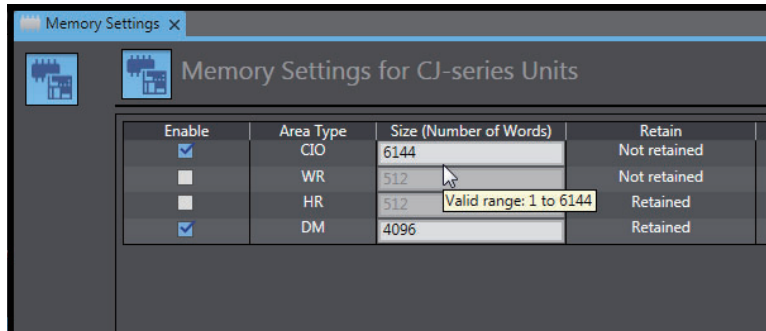 Memory Settings ×
Memory Settings for CJ-series Units
Enable Area Type Size (Number of Words) Retain
CIO 6144 Not retained
WR 512 Not retained
HR 512 Retained
Valid range: 1 to 6144
DM 4096 Retained